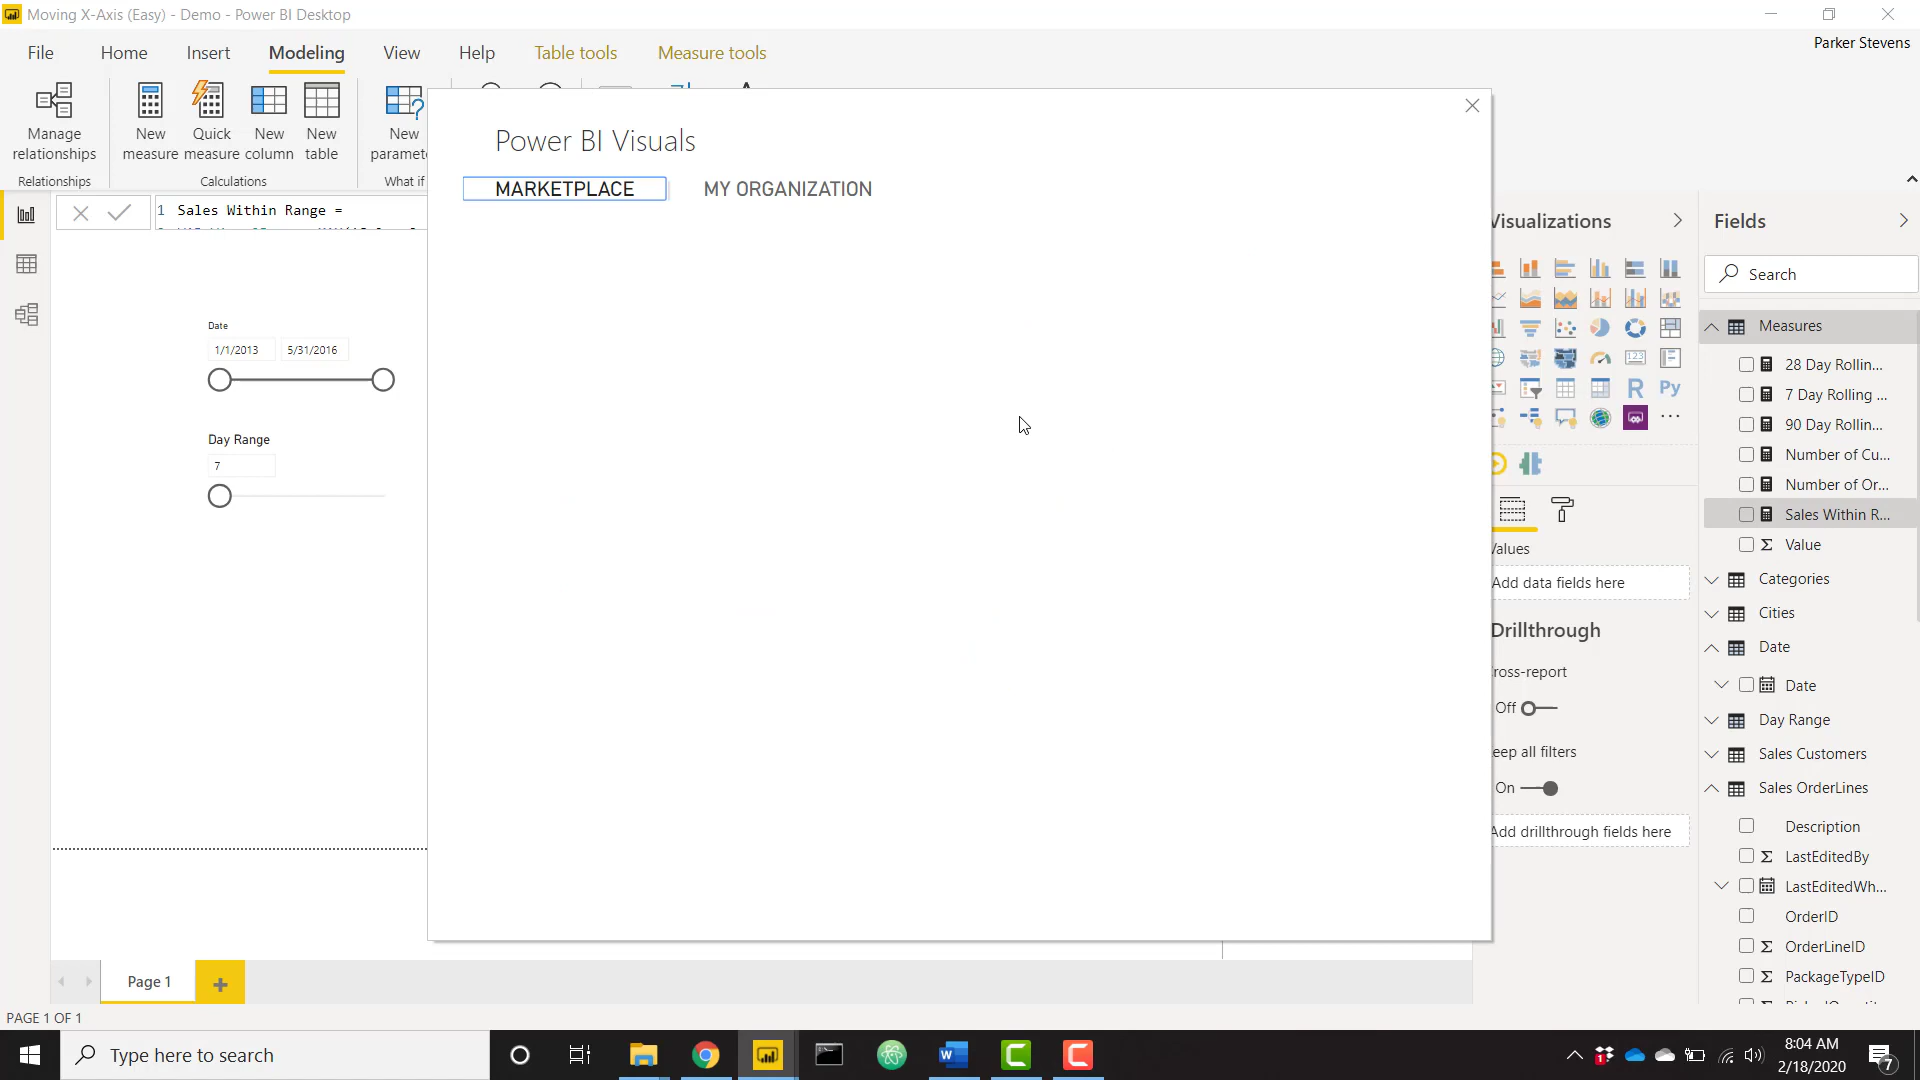 Moving X-Axis (Easy) - Demo - Power BI Desktop
Parker Stevens
File Home Insert Modeling View Help Table tools Measure tools
Manage relationships
New measure
Quick measure
New column
New table
New
Relationships
Calculations
What if
Power BI Visuals
MARKETPLACE MY ORGANIZATION
1 Sales Within Range =
Date
1/1/2013 5/31/2016
Day Range
7
Visualizations
R Py
Values
Add data fields here
Drillthrough
Cross-report
Off
Keep all filters
On
Add drillthrough fields here
Fields
Search
Measures
28 Day Rollin...
7 Day Rolling ...
90 Day Rollin...
Number of Cu...
Number of Or...
Sales Within R...
Value
Categories
Cities
Date
Date
Day Range
Sales Customers
Sales OrderLines
Description
LastEditedBy
LastEditedWh...
OrderID
OrderLineID
PackageTypeID
Page 1
PAGE 1 OF 1
Type here to search
8:04 AM
2/18/2020
7